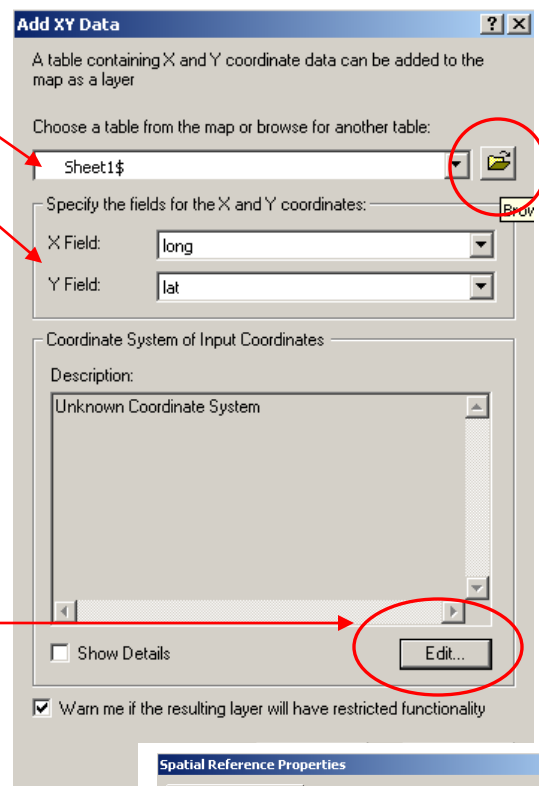 Add XY Data
A table containing X and Y coordinate data can be added to the
map as a layer
Choose a table from the map or browse for another table:
Sheet1$
Specify the fields for the X and Y coordinates:
Brow
X Field: long
Y Field: lat
Coordinate System of Input Coordinates
Description:
Unknown Coordinate System
Show Details
Edit...
Warn me if the resulting layer will have restricted functionality
Spatial Reference Properties